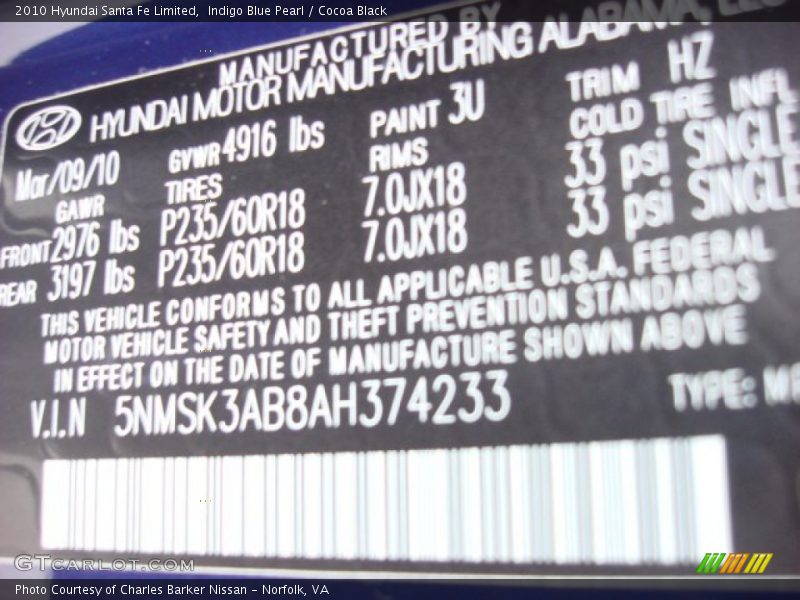 2010 Hyundai Santa Fe Limited,  Indigo Blue Pearl / Cocoa Black
MANUFACTURED BY
HYUNDAI MOTOR MANUFACTURING ALABAMA, LLC
Mar/09/10 GVWR 4916 lbs PAINT 3U TRIM HZ
GAWR TIRES RIMS COLD TIRE INFL
FRONT 2976 lbs P235/60R18 7.0JX18 33 psi SINGLE
REAR 3197 lbs P235/60R18 7.0JX18 33 psi SINGLE
THIS VEHICLE CONFORMS TO ALL APPLICABLE U.S.A. FEDERAL
MOTOR VEHICLE SAFETY AND THEFT PREVENTION STANDARDS
IN EFFECT ON THE DATE OF MANUFACTURE SHOWN ABOVE
V.I.N 5NMSK3AB8AH374233 TYPE:
GTCARLOT.COM
Photo Courtesy of Charles Barker Nissan - Norfolk, VA